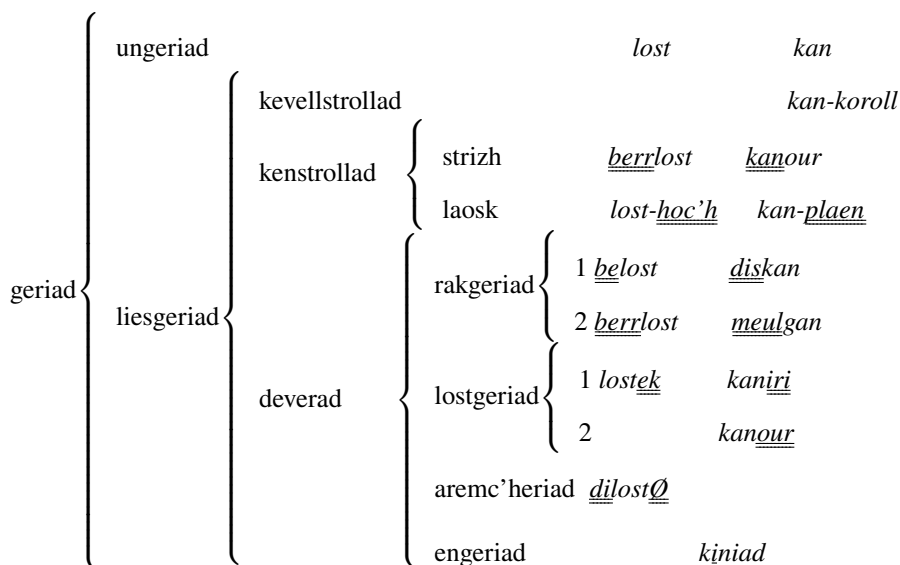 ungeriad lost kan
kevellstrollad kan-koroll
strizh berrlost kanour
kenstrollad
laosk lost-hoc'h kan-plaen
1 belost diskan
rakgeriad
geriad
liesgeriad
2 berrlost meulgan
1 lostek kaniri
deverad lostgeriad
2 kanour
aremc'heriad dilostØ
engeriad kiniad